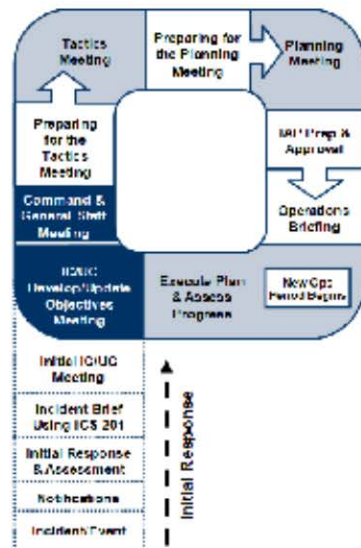 Tactics
Meeting
Preparing for
the Planning
Meeting
Planning
Meeting
Preparing
for the
Tactics
Meeting
IAP Prep &
Approval
Command &
General Staff
Meeting
Operations
Briefing
IC/UC
Develop/Update
Objectives
Meeting
Execute Plan
& Assess
Progress
New Ops
Period Begins
Initial IC/UC
Meeting
Incident Brief
Using ICS 201
Initial Response
& Assessment
Notifications
Incident/Event
Initial Response